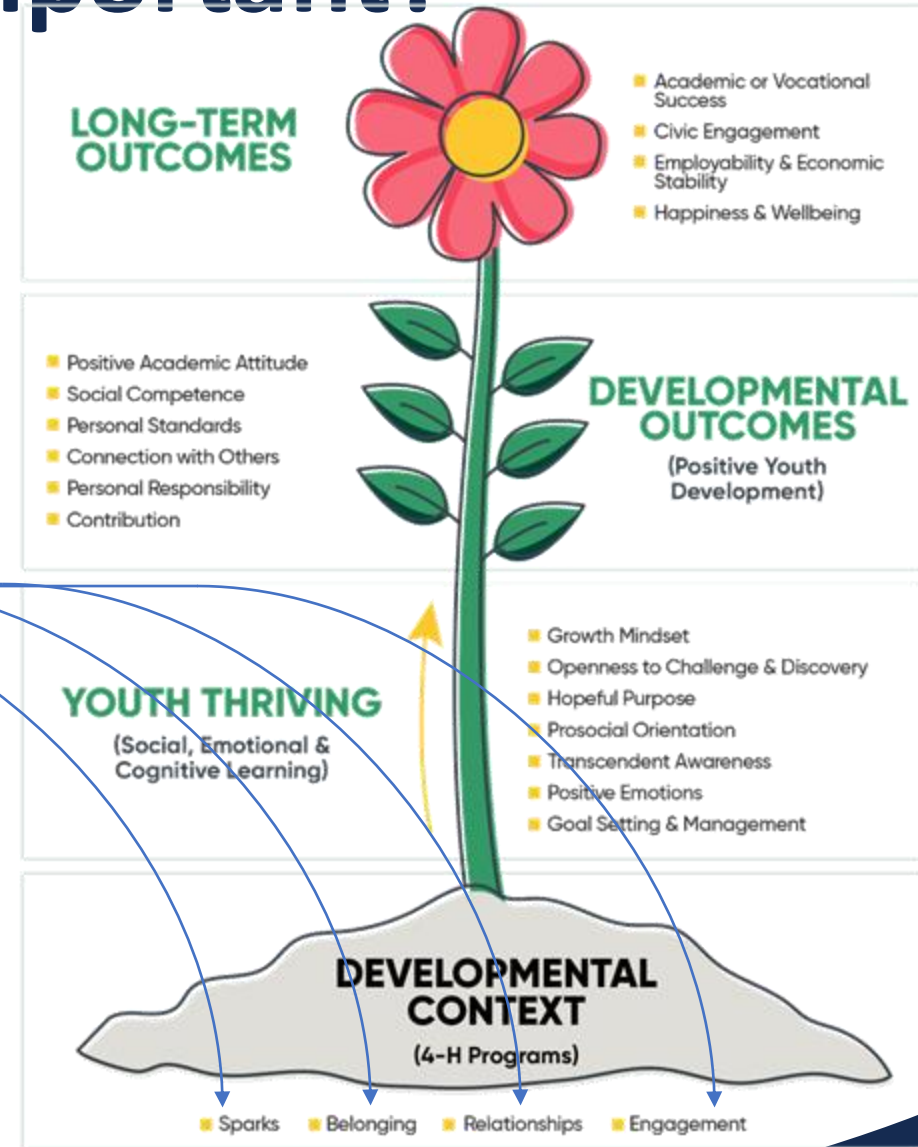 LONG-TERM
OUTCOMES
Academic or Vocational
Success
Civic Engagement
Employability & Economic
Stability
Happiness & Wellbeing
Positive Academic Attitude
Social Competence
Personal Standards
Connection with Others
Personal Responsibility
Contribution
DEVELOPMENTAL
OUTCOMES
(Positive Youth
Development)
YOUTH THRIVING
(Social, Emotional &
Cognitive Learning)
Growth Mindset
Openness to Challenge & Discovery
Hopeful Purpose
Prosocial Orientation
Transcendent Awareness
Positive Emotions
Goal Setting & Management
DEVELOPMENTAL
CONTEXT
(4-H Programs)
Sparks Belonging Relationships Engagement